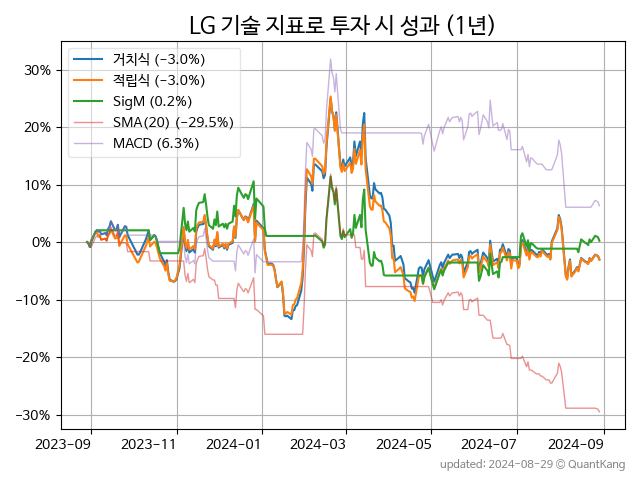 LG 기술 지표로 투자 시 성과 (1년)
거치식 (−3.0%)
적립식 (−3.0%)
SigM (0.2%)
SMA(20) (−29.5%)
MACD (6.3%)
30%
20%
10%
0%
−10%
−20%
−30%
2023-09 2023-11 2024-01 2024-03 2024-05 2024-07 2024-09
updated: 2024-08-29 © QuantKang